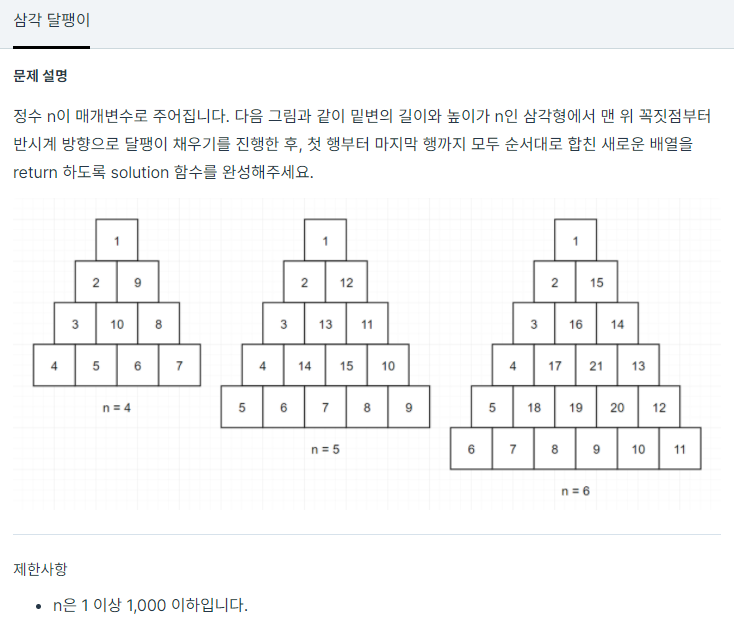 삼각 달팽이
문제 설명
정수 n이 매개변수로 주어집니다. 다음 그림과 같이 밑변의 길이와 높이가 n인 삼각형에서 맨 위 꼭짓점부터
반시계 방향으로 달팽이 채우기를 진행한 후, 첫 행부터 마지막 행까지 모두 순서대로 합친 새로운 배열을
return 하도록 solution 함수를 완성해주세요.
1
2 9
3 10 8
4 5 6 7
n = 4
1
2 12
3 13 11
4 14 15 10
5 6 7 8 9
n = 5
1
2 15
3 16 14
4 17 21 13
5 18 19 20 12
6 7 8 9 10 11
n = 6
제한사항
• n은 1 이상 1,000 이하입니다.